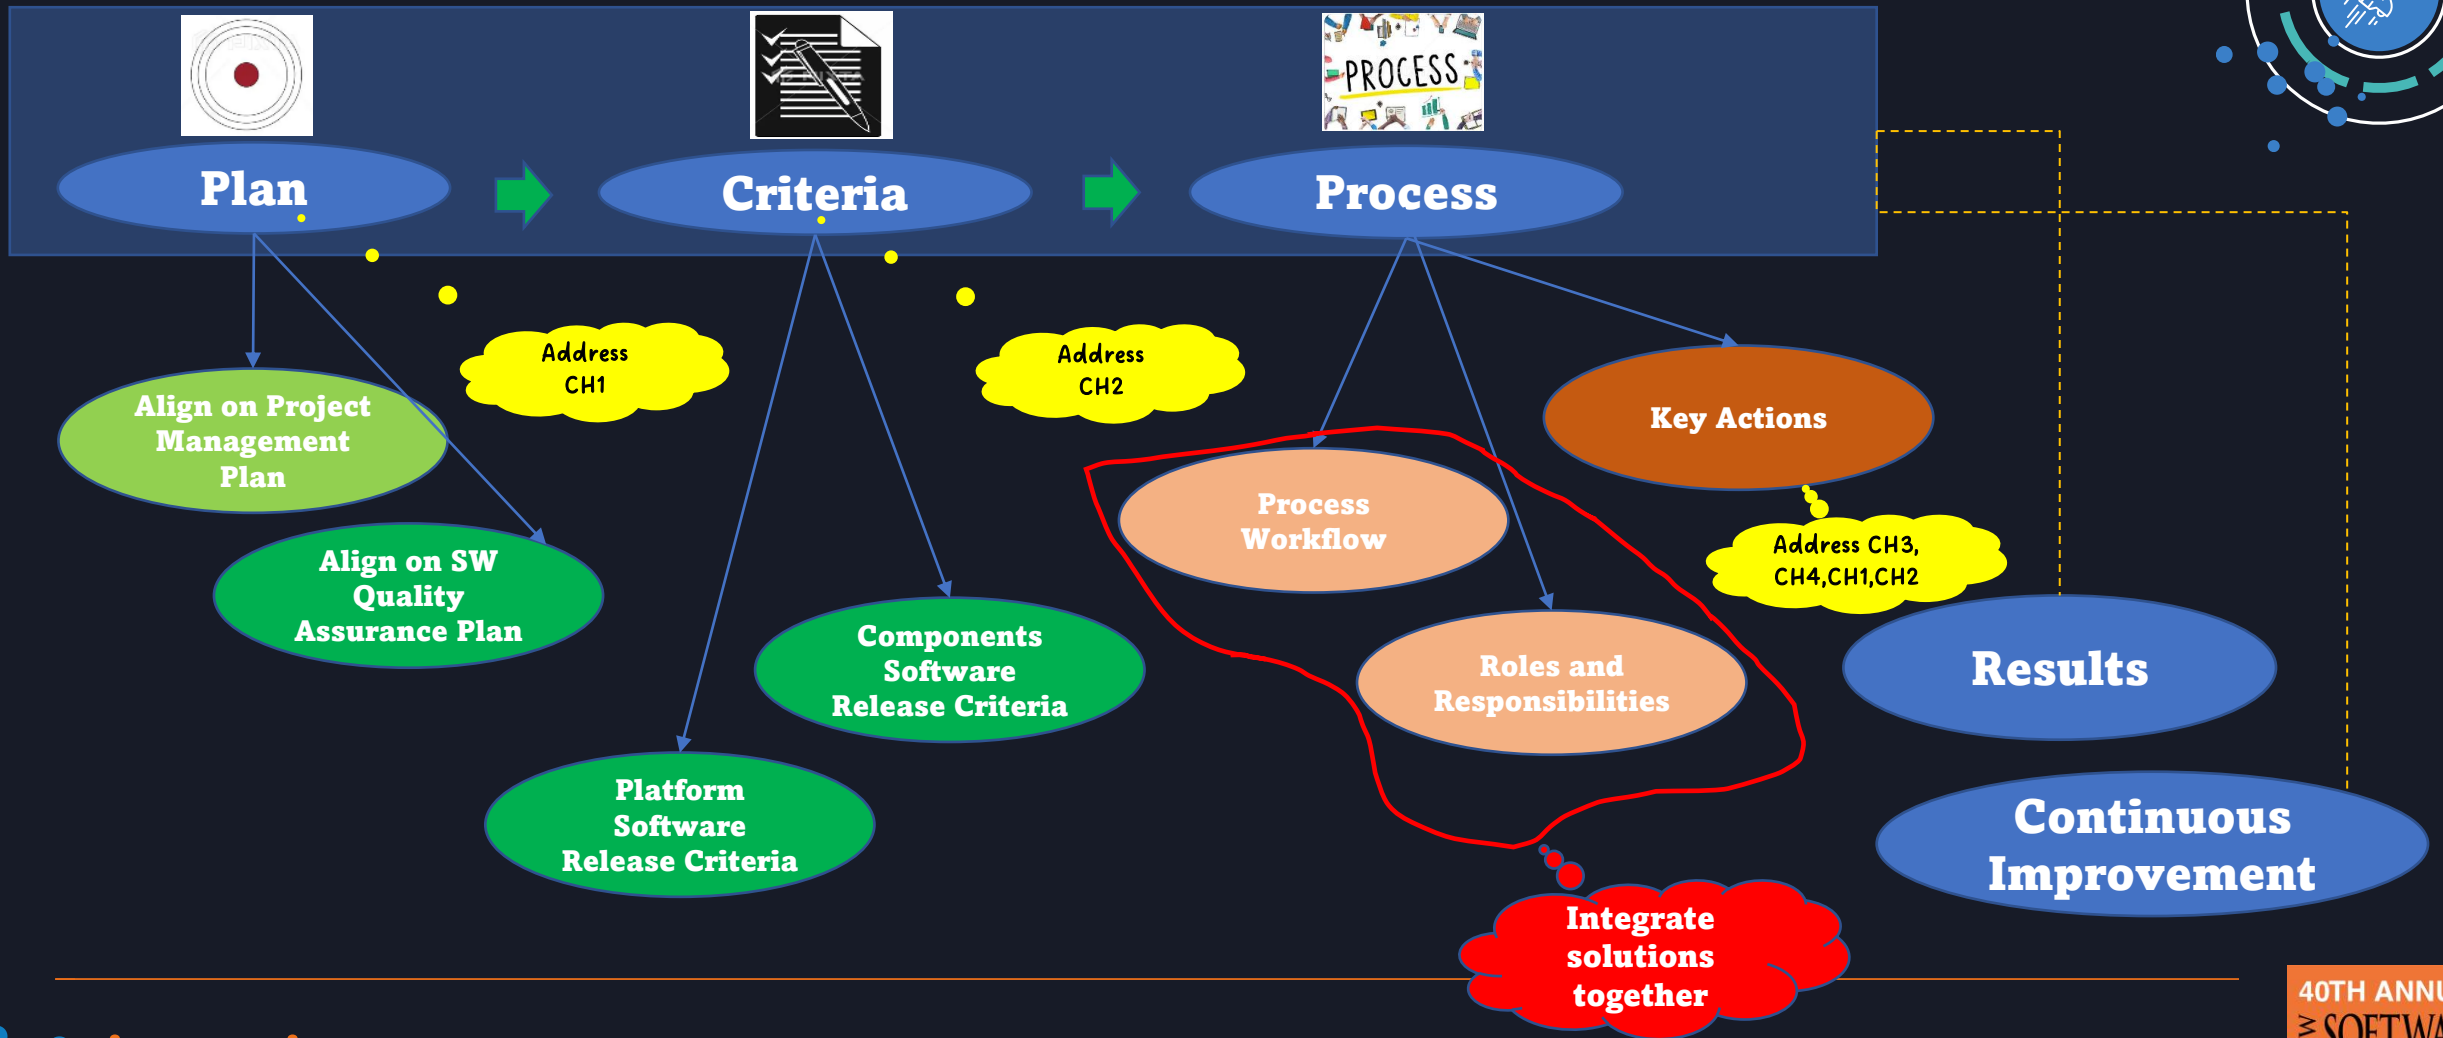 PROCESS
Plan
Criteria
Process
Address
CH1
Address
CH2
Align on Project
Management
Plan
Key Actions
Process
Workflow
Align on SW
Quality
Assurance Plan
Address CH3,
CH4,CH1,CH2
Components
Software
Release Criteria
Roles and
Responsibilities
Results
Platform
Software
Release Criteria
Continuous
Improvement
Integrate
solutions
together
40TH ANNU
SOFTWA